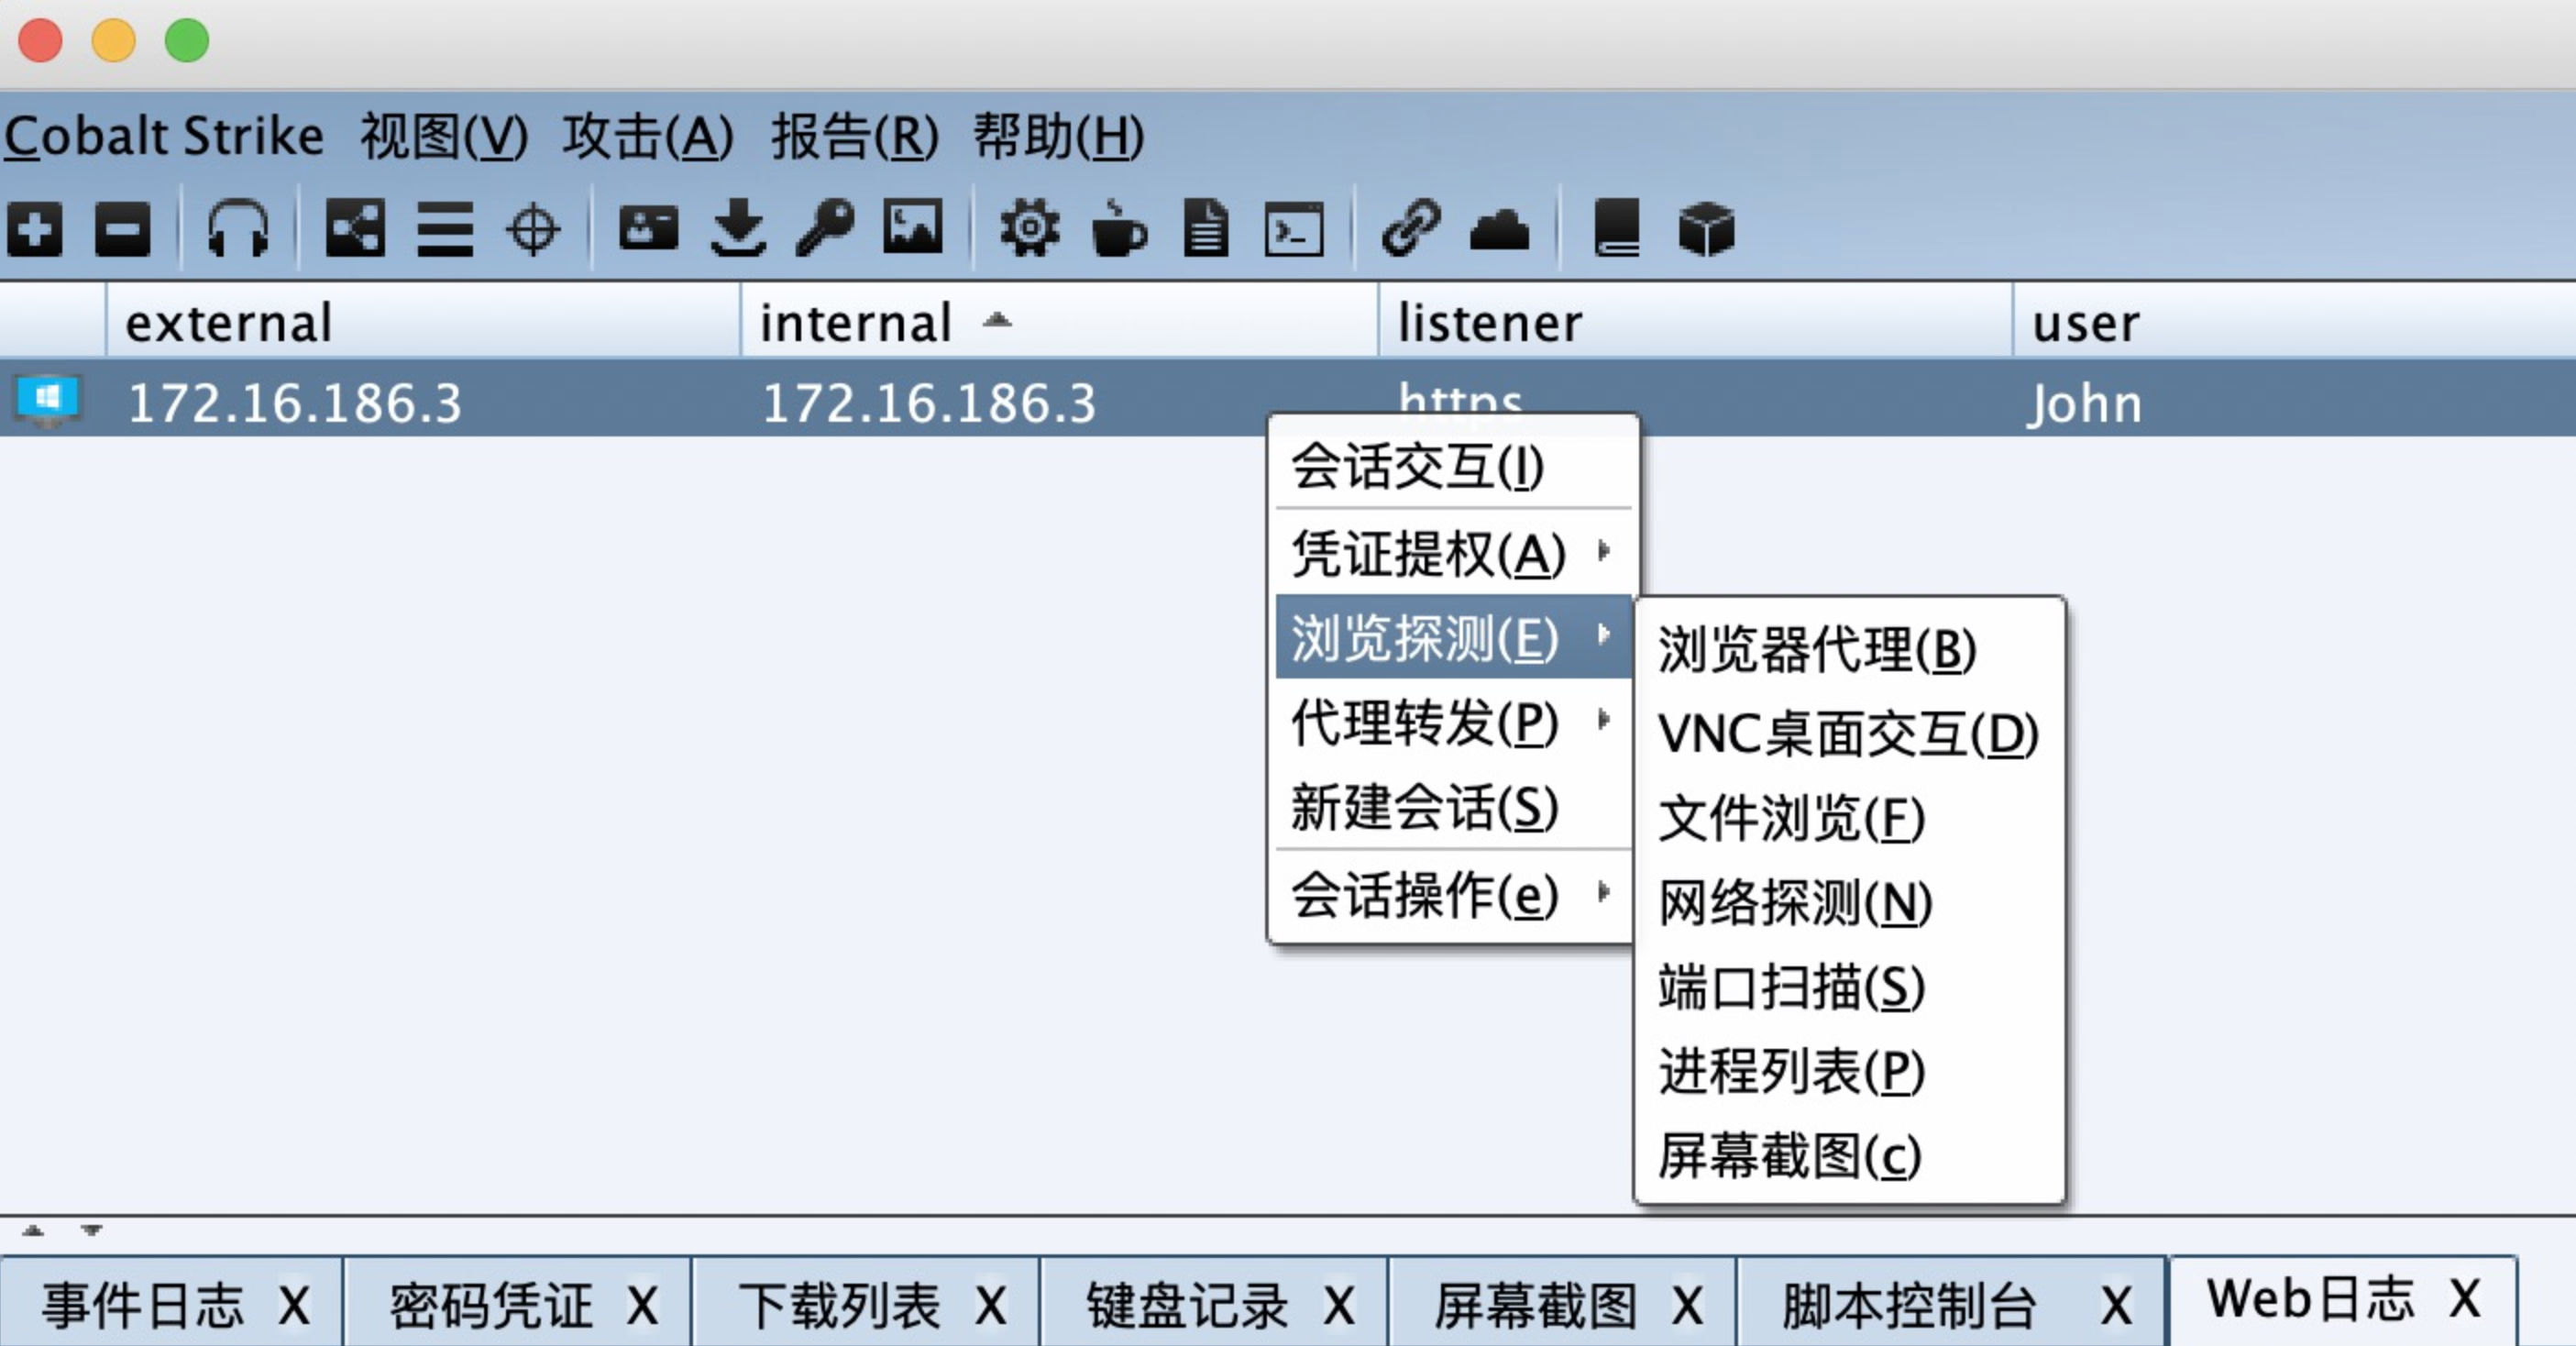 Cobalt Strike 视图(V) 攻击(A) 报告(R) 帮助(H)
external internal listener user
172.16.186.3 172.16.186.3 https John
会话交互(I)
凭证提权(A)
浏览探测(E)
代理转发(P)
新建会话(S)
会话操作(e)
浏览器代理(B)
VNC桌面交互(D)
文件浏览(F)
网络探测(N)
端口扫描(S)
进程列表(P)
屏幕截图(c)
事件日志 X 密码凭证 X 下载列表 X 键盘记录 X 屏幕截图 X 脚本控制台 X Web日志 X